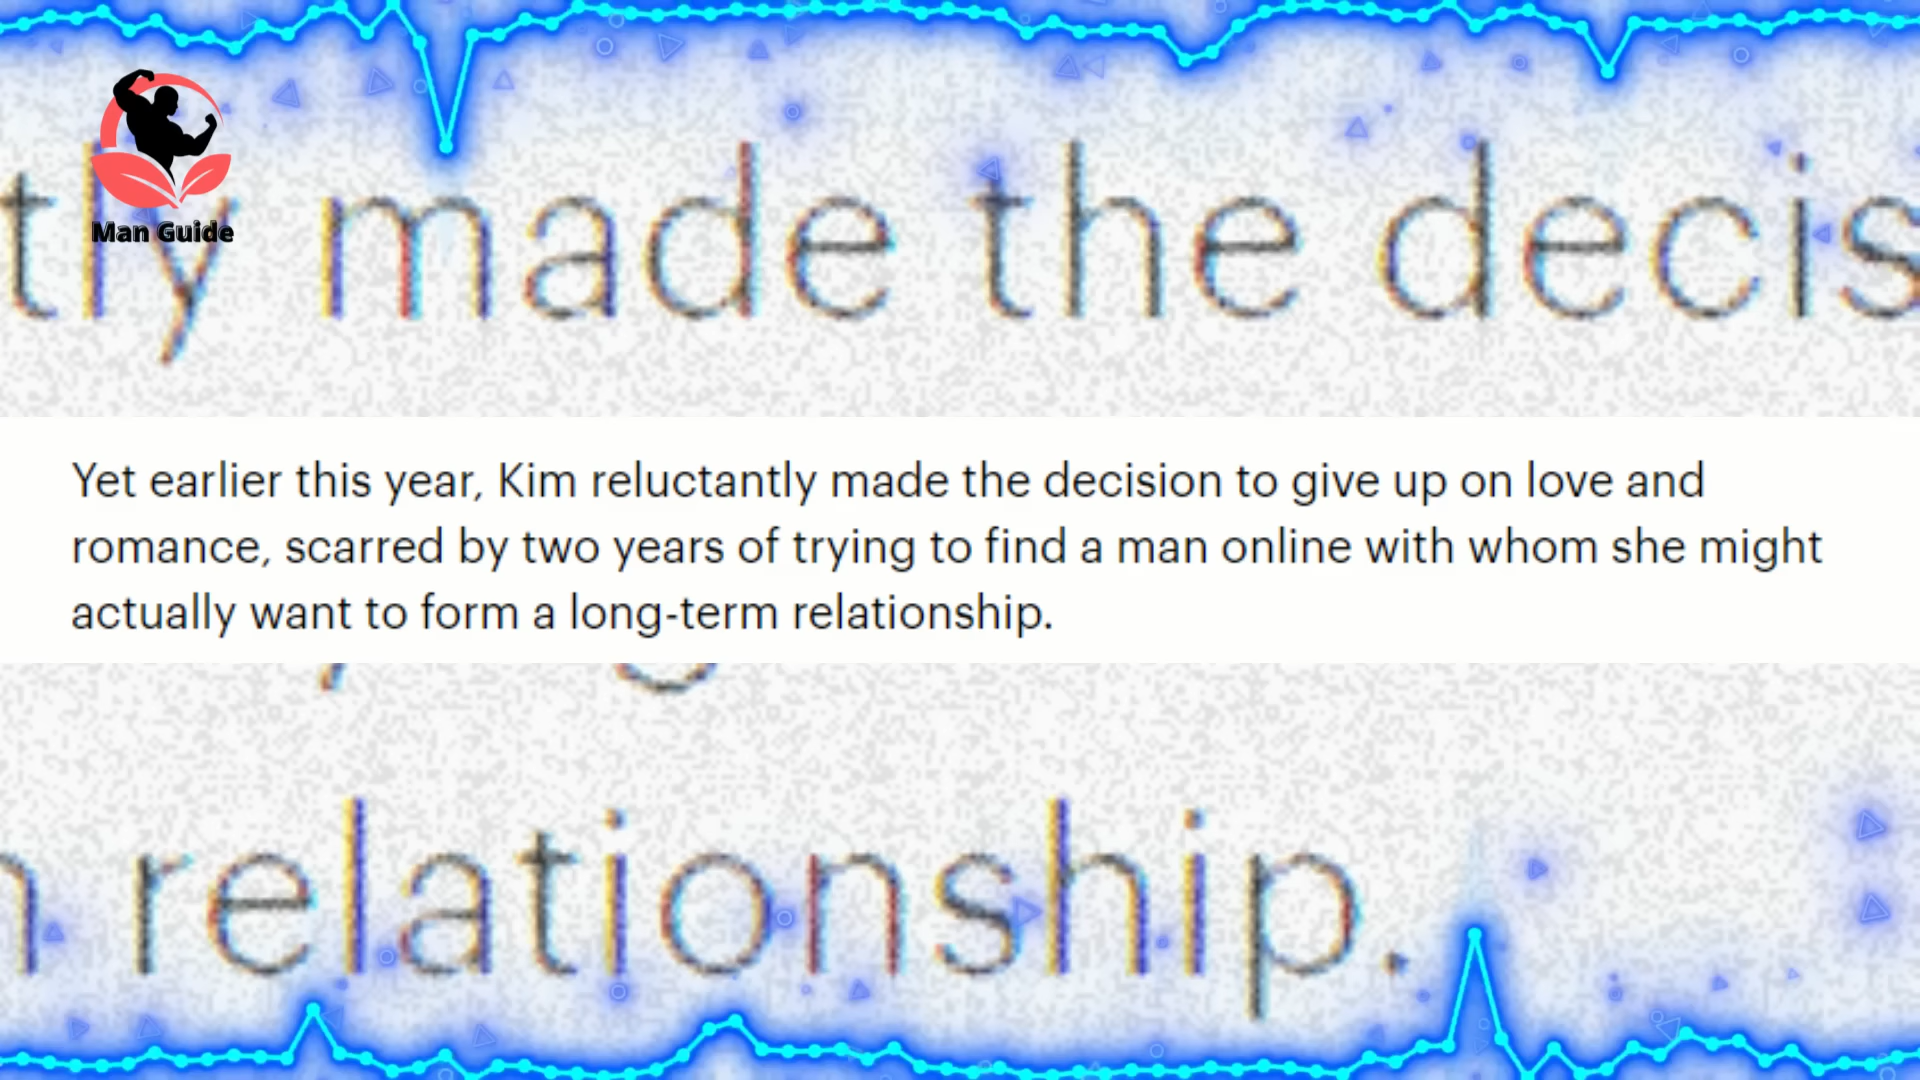 tly made the decis
Man Guide
Yet earlier this year, Kim reluctantly made the decision to give up on love and
romance, scarred by two years of trying to find a man online with whom she might
actually want to form a long-term relationship.
relationship.